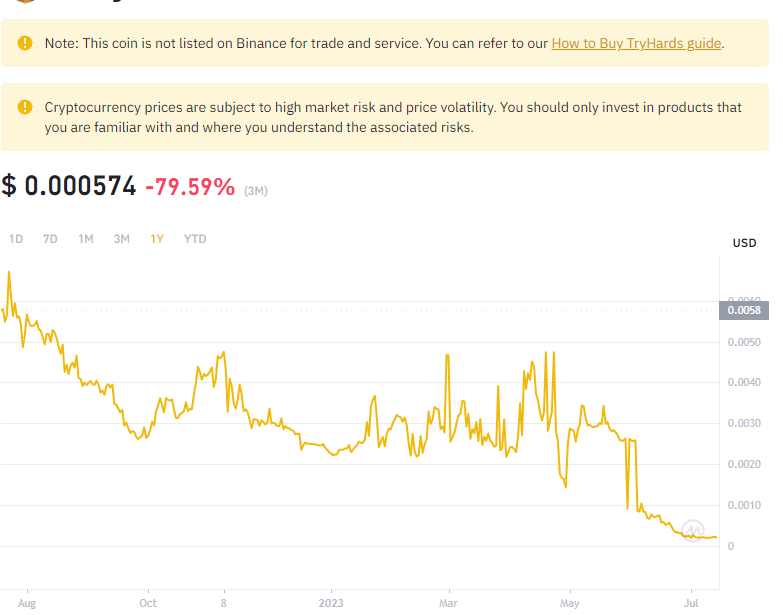 Note: This coin is not listed on Binance for trade and service. You can refer to our How to Buy TryHards guide.
Cryptocurrency prices are subject to high market risk and price volatility. You should only invest in products that
you are familiar with and where you understand the associated risks.
$ 0.000574 -79.59% (3M)
1D 7D 1M 3M 1Y YTD
USD
0.0060
0.0058
0.0050
0.0040
0.0030
0.0020
0.0010
0
Aug Oct 8 2023 Mar May Jul